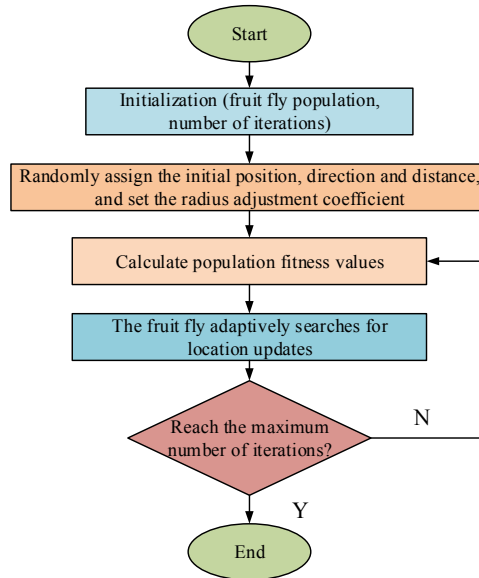 Start
Initialization (fruit fly population,
number of iterations)
Randomly assign the initial position, direction and distance,
and set the radius adjustment coefficient
Calculate population fitness values
The fruit fly adaptively searches for
location updates
Reach the maximum
number of iterations?
N
Y
End